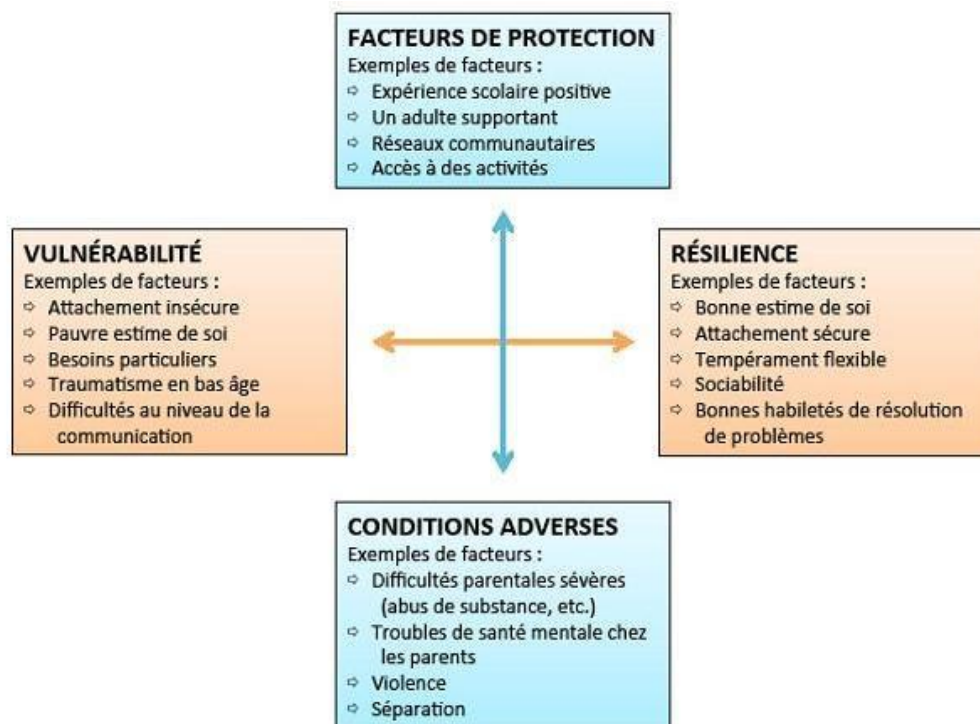 FACTEURS DE PROTECTION
Exemples de facteurs :
⇨ Expérience scolaire positive
⇨ Un adulte supportant
⇨ Réseaux communautaires
⇨ Accès à des activités
VULNÉRABILITÉ
Exemples de facteurs :
⇨ Attachement insécure
⇨ Pauvre estime de soi
⇨ Besoins particuliers
⇨ Traumatisme en bas âge
⇨ Difficultés au niveau de la
communication
RÉSILIENCE
Exemples de facteurs :
⇨ Bonne estime de soi
⇨ Attachement sécure
⇨ Tempérament flexible
⇨ Sociabilité
⇨ Bonnes habiletés de résolution
de problèmes
CONDITIONS ADVERSES
Exemples de facteurs :
⇨ Difficultés parentales sévères
(abus de substance, etc.)
⇨ Troubles de santé mentale chez
les parents
⇨ Violence
⇨ Séparation